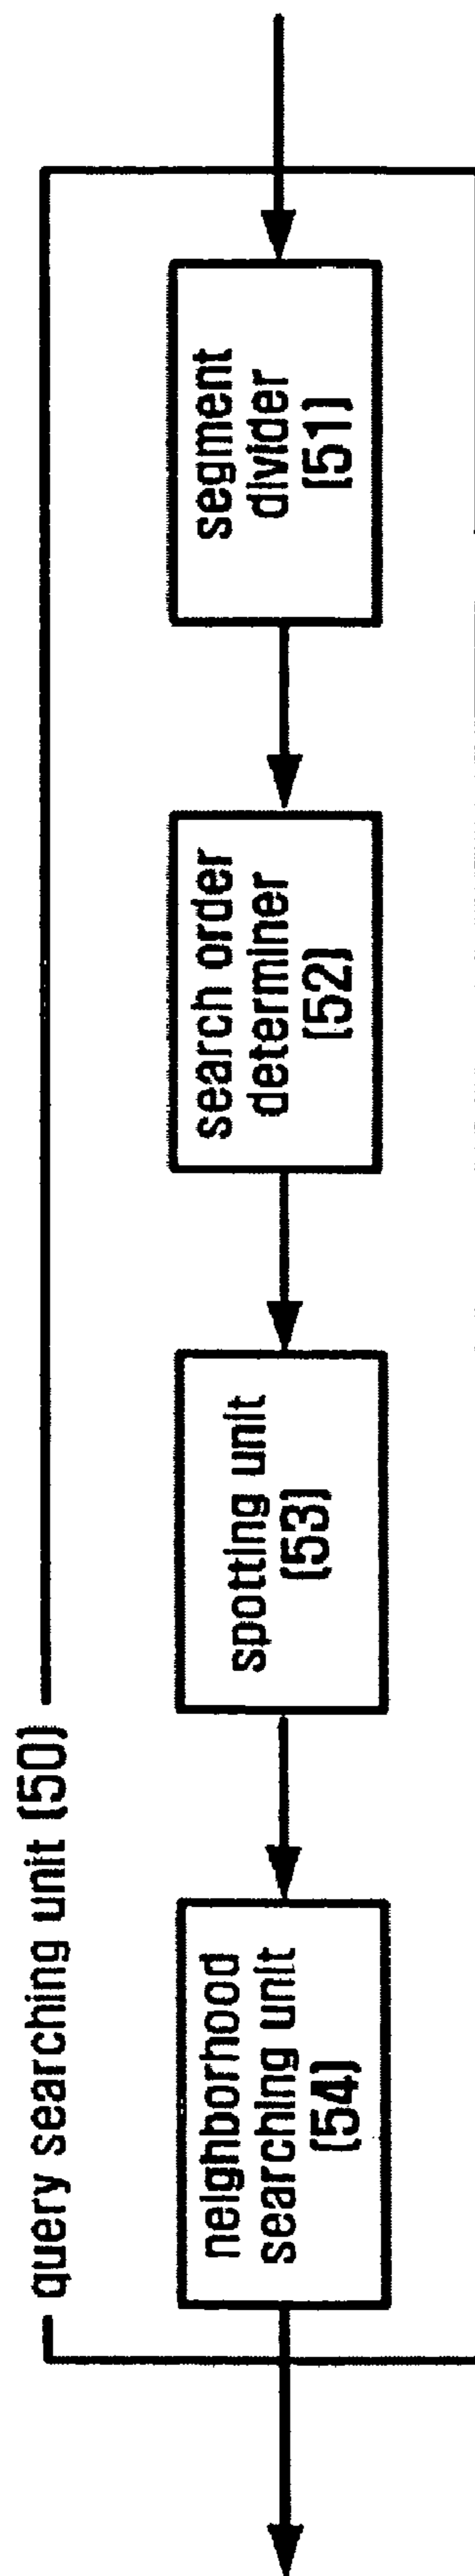 query searching unit (50)
neighborhood
searching unit
(54)
spotting unit
(53)
search order
determiner
(52)
segment
divider
(51)